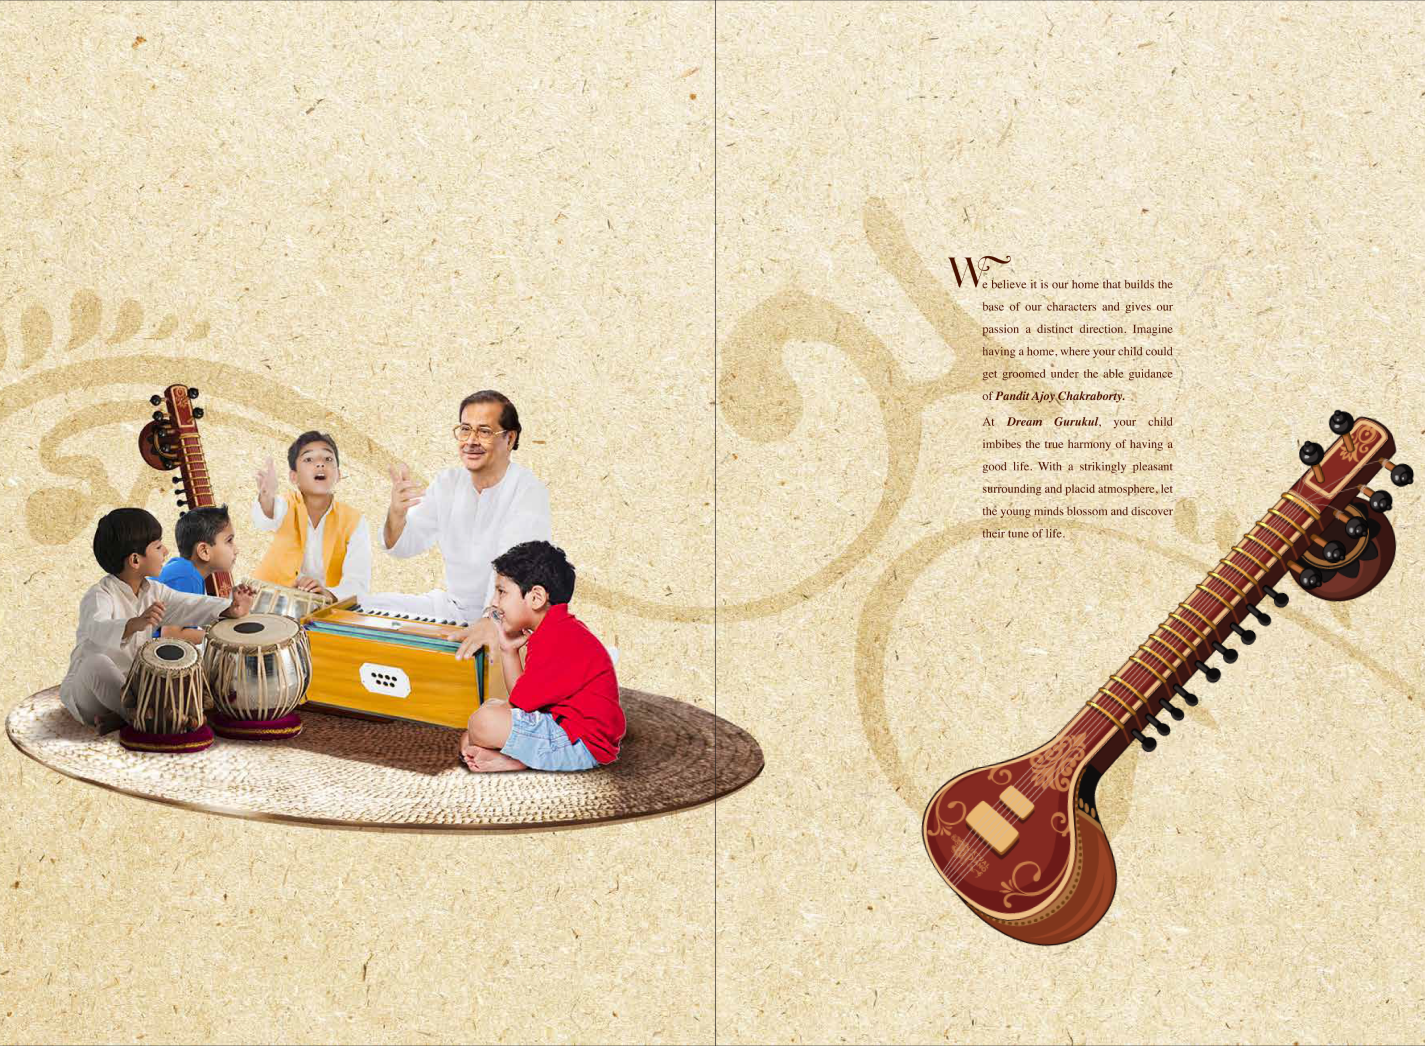 We believe it is our home that builds the
base of our characters and gives our
passion a distinct direction. Imagine
having a home, where your child could
get groomed under the able guidance
of Pandit Ajoy Chakraborty.
At Dream Gurukul, your child
imbibes the true harmony of having a
good life. With a strikingly pleasant
surrounding and placid atmosphere, let
the young minds blossom and discover
their tune of life.